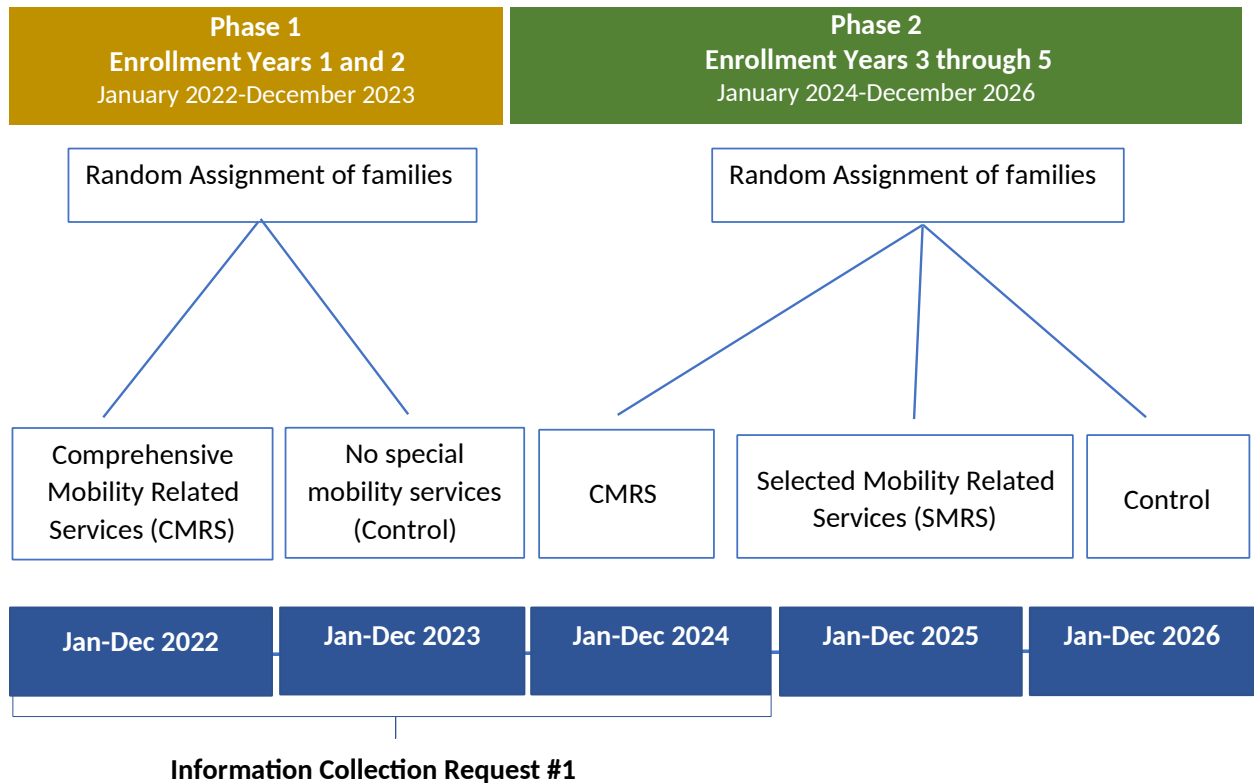 Phase 1
Enrollment Years 1 and 2
January 2022-December 2023
Phase 2
Enrollment Years 3 through 5
January 2024-December 2026
Random Assignment of families
Random Assignment of families
Comprehensive
Mobility Related
Services (CMRS)
No special
mobility services
(Control)
CMRS
Selected Mobility Related
Services (SMRS)
Control
Jan-Dec 2022
Jan-Dec 2023
Jan-Dec 2024
Jan-Dec 2025
Jan-Dec 2026
Information Collection Request #1